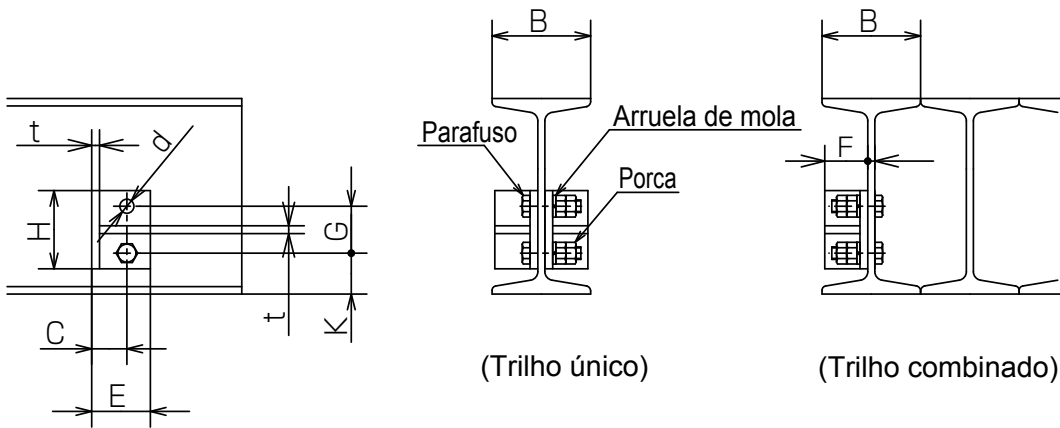 B
B
t
d
Parafuso
Arruela de mola
Porca
F
H
G
C
t
K
E
(Trilho único)
(Trilho combinado)